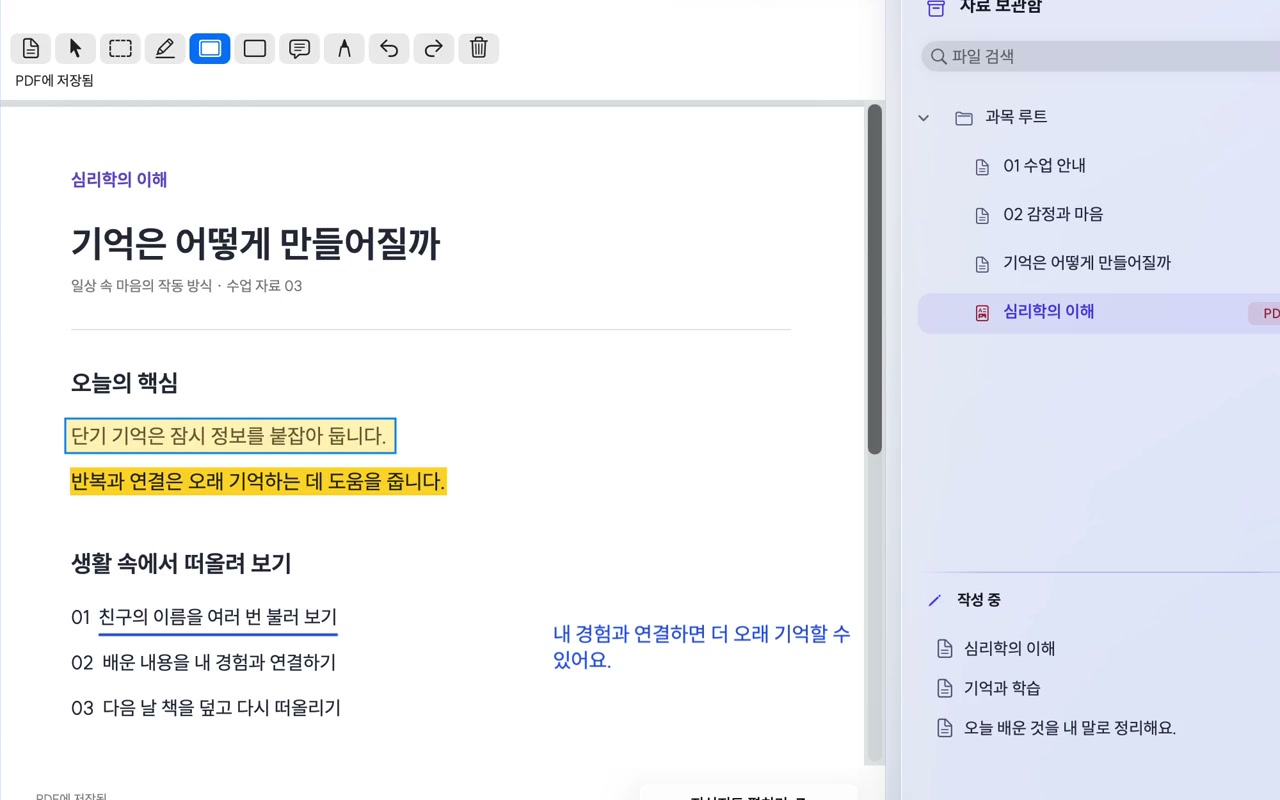 PDF에 저장됨
심리학의 이해
기억은 어떻게 만들어질까
일상 속 마음의 작동 방식 · 수업 자료 03
오늘의 핵심
단기 기억은 잠시 정보를 붙잡아 둡니다.
반복과 연결은 오래 기억하는 데 도움을 줍니다.
생활 속에서 떠올려 보기
01 친구의 이름을 여러 번 불러 보기
02 배운 내용을 내 경험과 연결하기
03 다음 날 책을 덮고 다시 떠올리기
내 경험과 연결하면 더 오래 기억할 수
있어요.
PDF에 저장됨
자료 보관함
파일 검색
과목 루트
01 수업 안내
02 감정과 마음
기억은 어떻게 만들어질까
심리학의 이해
PD
작성 중
심리학의 이해
기억과 학습
오늘 배운 것을 내 말로 정리해요.